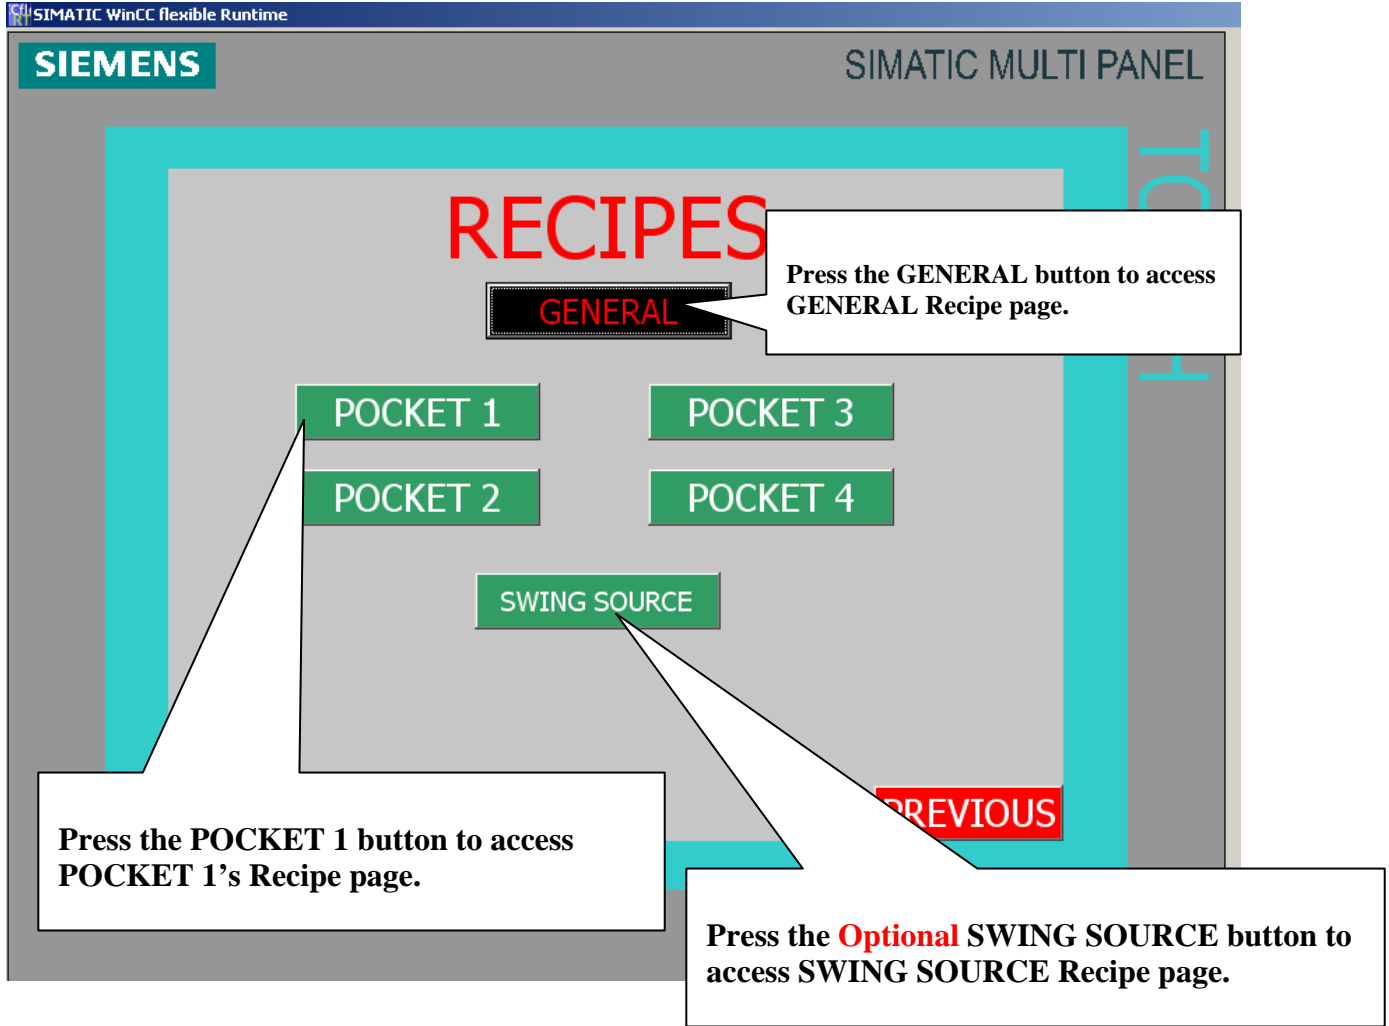 SIMATIC WinCC flexible Runtime
SIEMENS
SIMATIC MULTI PANEL
RECIPES
Press the GENERAL button to access
GENERAL Recipe page.
GENERAL
POCKET 1
POCKET 3
POCKET 2
POCKET 4
SWING SOURCE
PREVIOUS
Press the POCKET 1 button to access
POCKET 1’s Recipe page.
Press the Optional SWING SOURCE button to
access SWING SOURCE Recipe page.